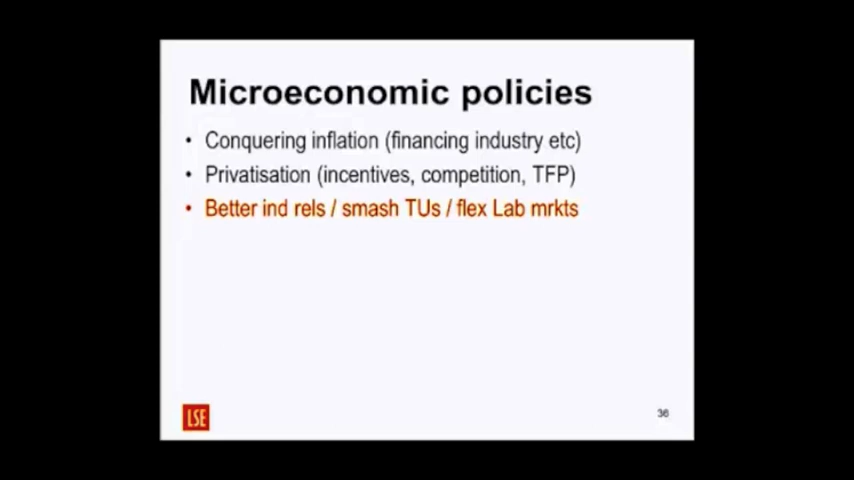 Microeconomic policies
• Conquering inflation (financing industry etc)
• Privatisation (incentives, competition, TFP)
• Better ind rels / smash TUs / flex Lab mrkts
LSE
36